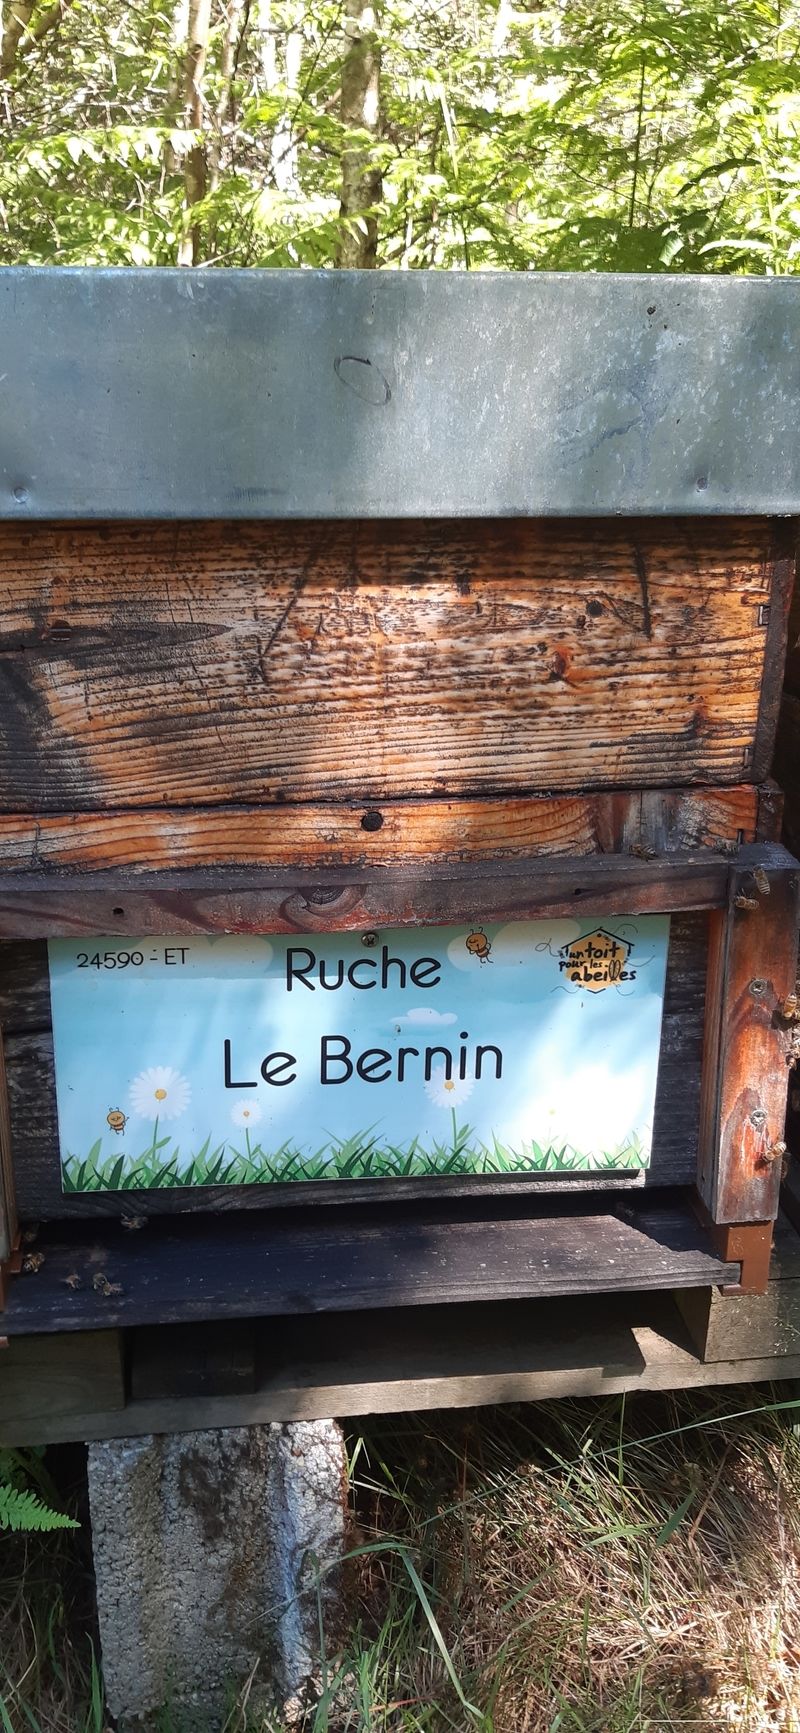 24590 - ET
Ruche
Le Bernin
un toit
pour les
abeilles